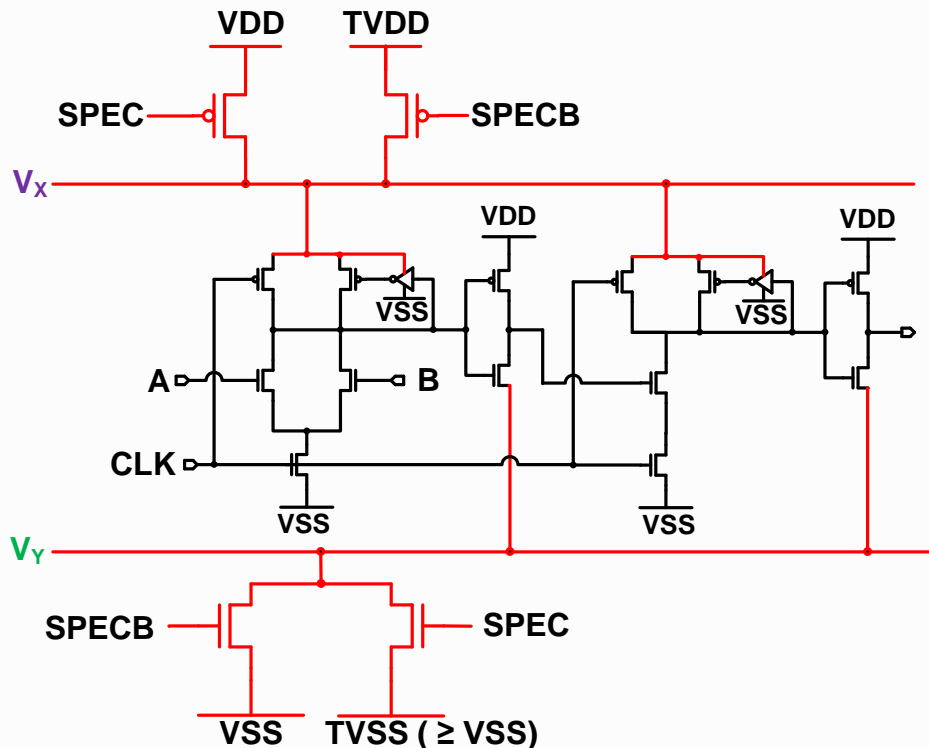 VDD TVDD
SPEC SPECB
VX
VDD VDD
VSS VSS
A B
CLK
VSS VSS
VY
SPECB SPEC
VSS TVSS ( ≥ VSS)